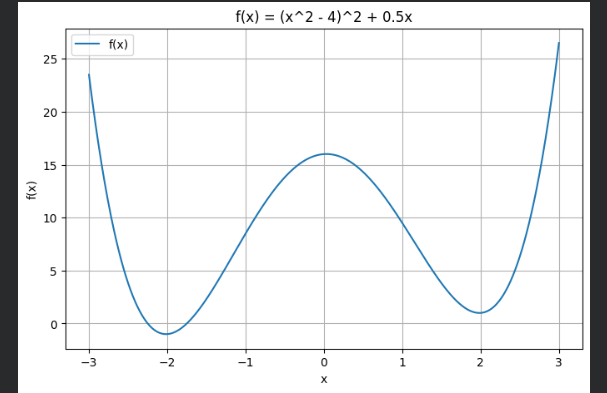 f(x) = (x^2 - 4)^2 + 0.5x
f(x)
25
20
15
10
5
0
f(x)
−3 −2 −1 0 1 2 3
x